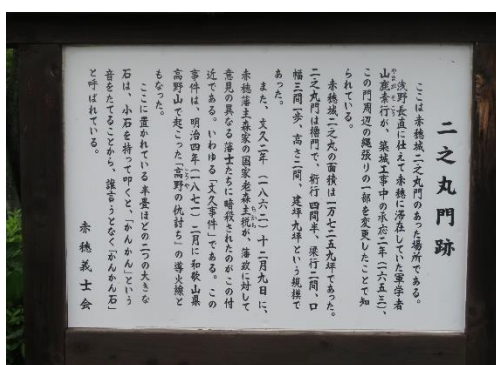 二之丸門跡
ここは赤穂城二之丸門のあった場所である。
浅野長直に仕えて赤穂に滞在していた軍学者
山鹿素行が、築城工事中の承応二年(一六五三)、
この門周辺の縄張りの一部を変更したことで知
られている。
赤穂城二之丸の面積は一万七二五九坪であった。
二之丸門は櫓門で、桁行四間半、梁行二間、口
幅三間一歩、高さ二間、建坪九坪という規模で
あった。
また、文久二年(一八六二)十二月九日に、
赤穂藩主森家の国家老森主税が、藩政に対して
意見の異なる藩士たちに暗殺されたのがこの付
近である。いわゆる「文久事件」である。この
事件は、明治四年(一八七一)二月に和歌山県
高野山で起こった「高野の仇討ち」の導火線と
もなった。
ここに置かれている半畳ほどの二つの大きな
石は、小石を持って叩くと、「かんかん」という
音をたてることから、誰言うとなく「かんかん石」
と呼ばれている。
赤穂義士会